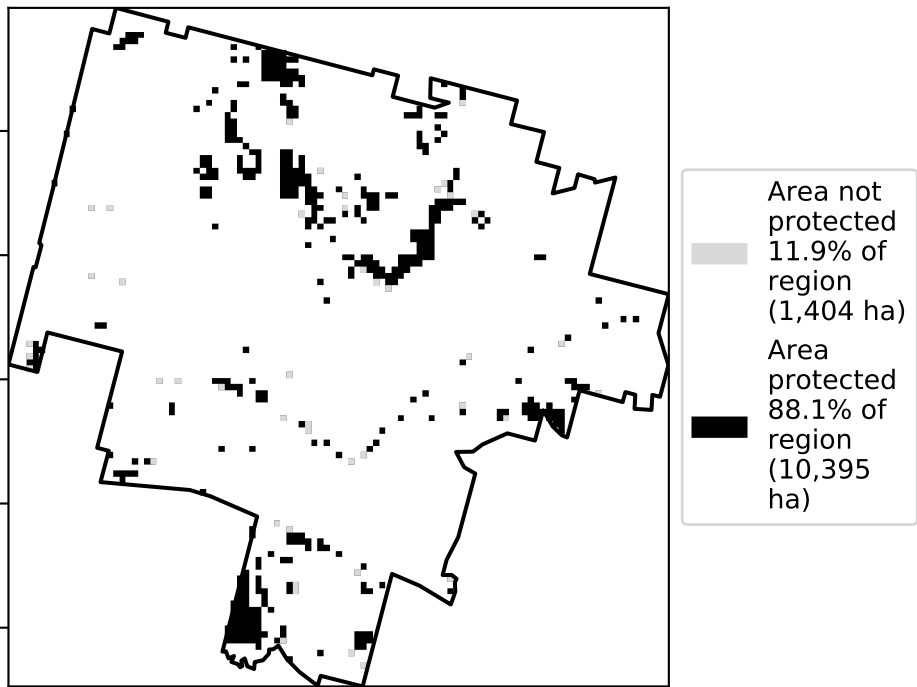 Area not
protected
11.9% of
region
(1,404 ha)
Area
protected
88.1% of
region
(10,395
ha)